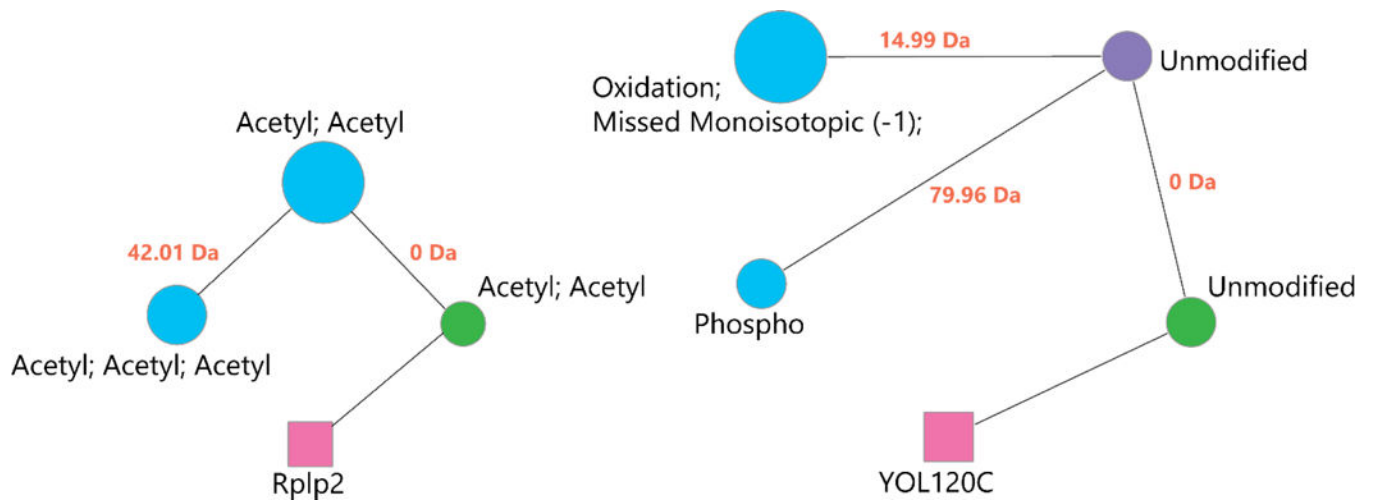 Acetyl; Acetyl
42.01 Da
0 Da
Acetyl; Acetyl
Acetyl; Acetyl; Acetyl
Rplp2
14.99 Da
Unmodified
Oxidation;
Missed Monoisotopic (-1);
79.96 Da
0 Da
Unmodified
Phospho
YOL120C